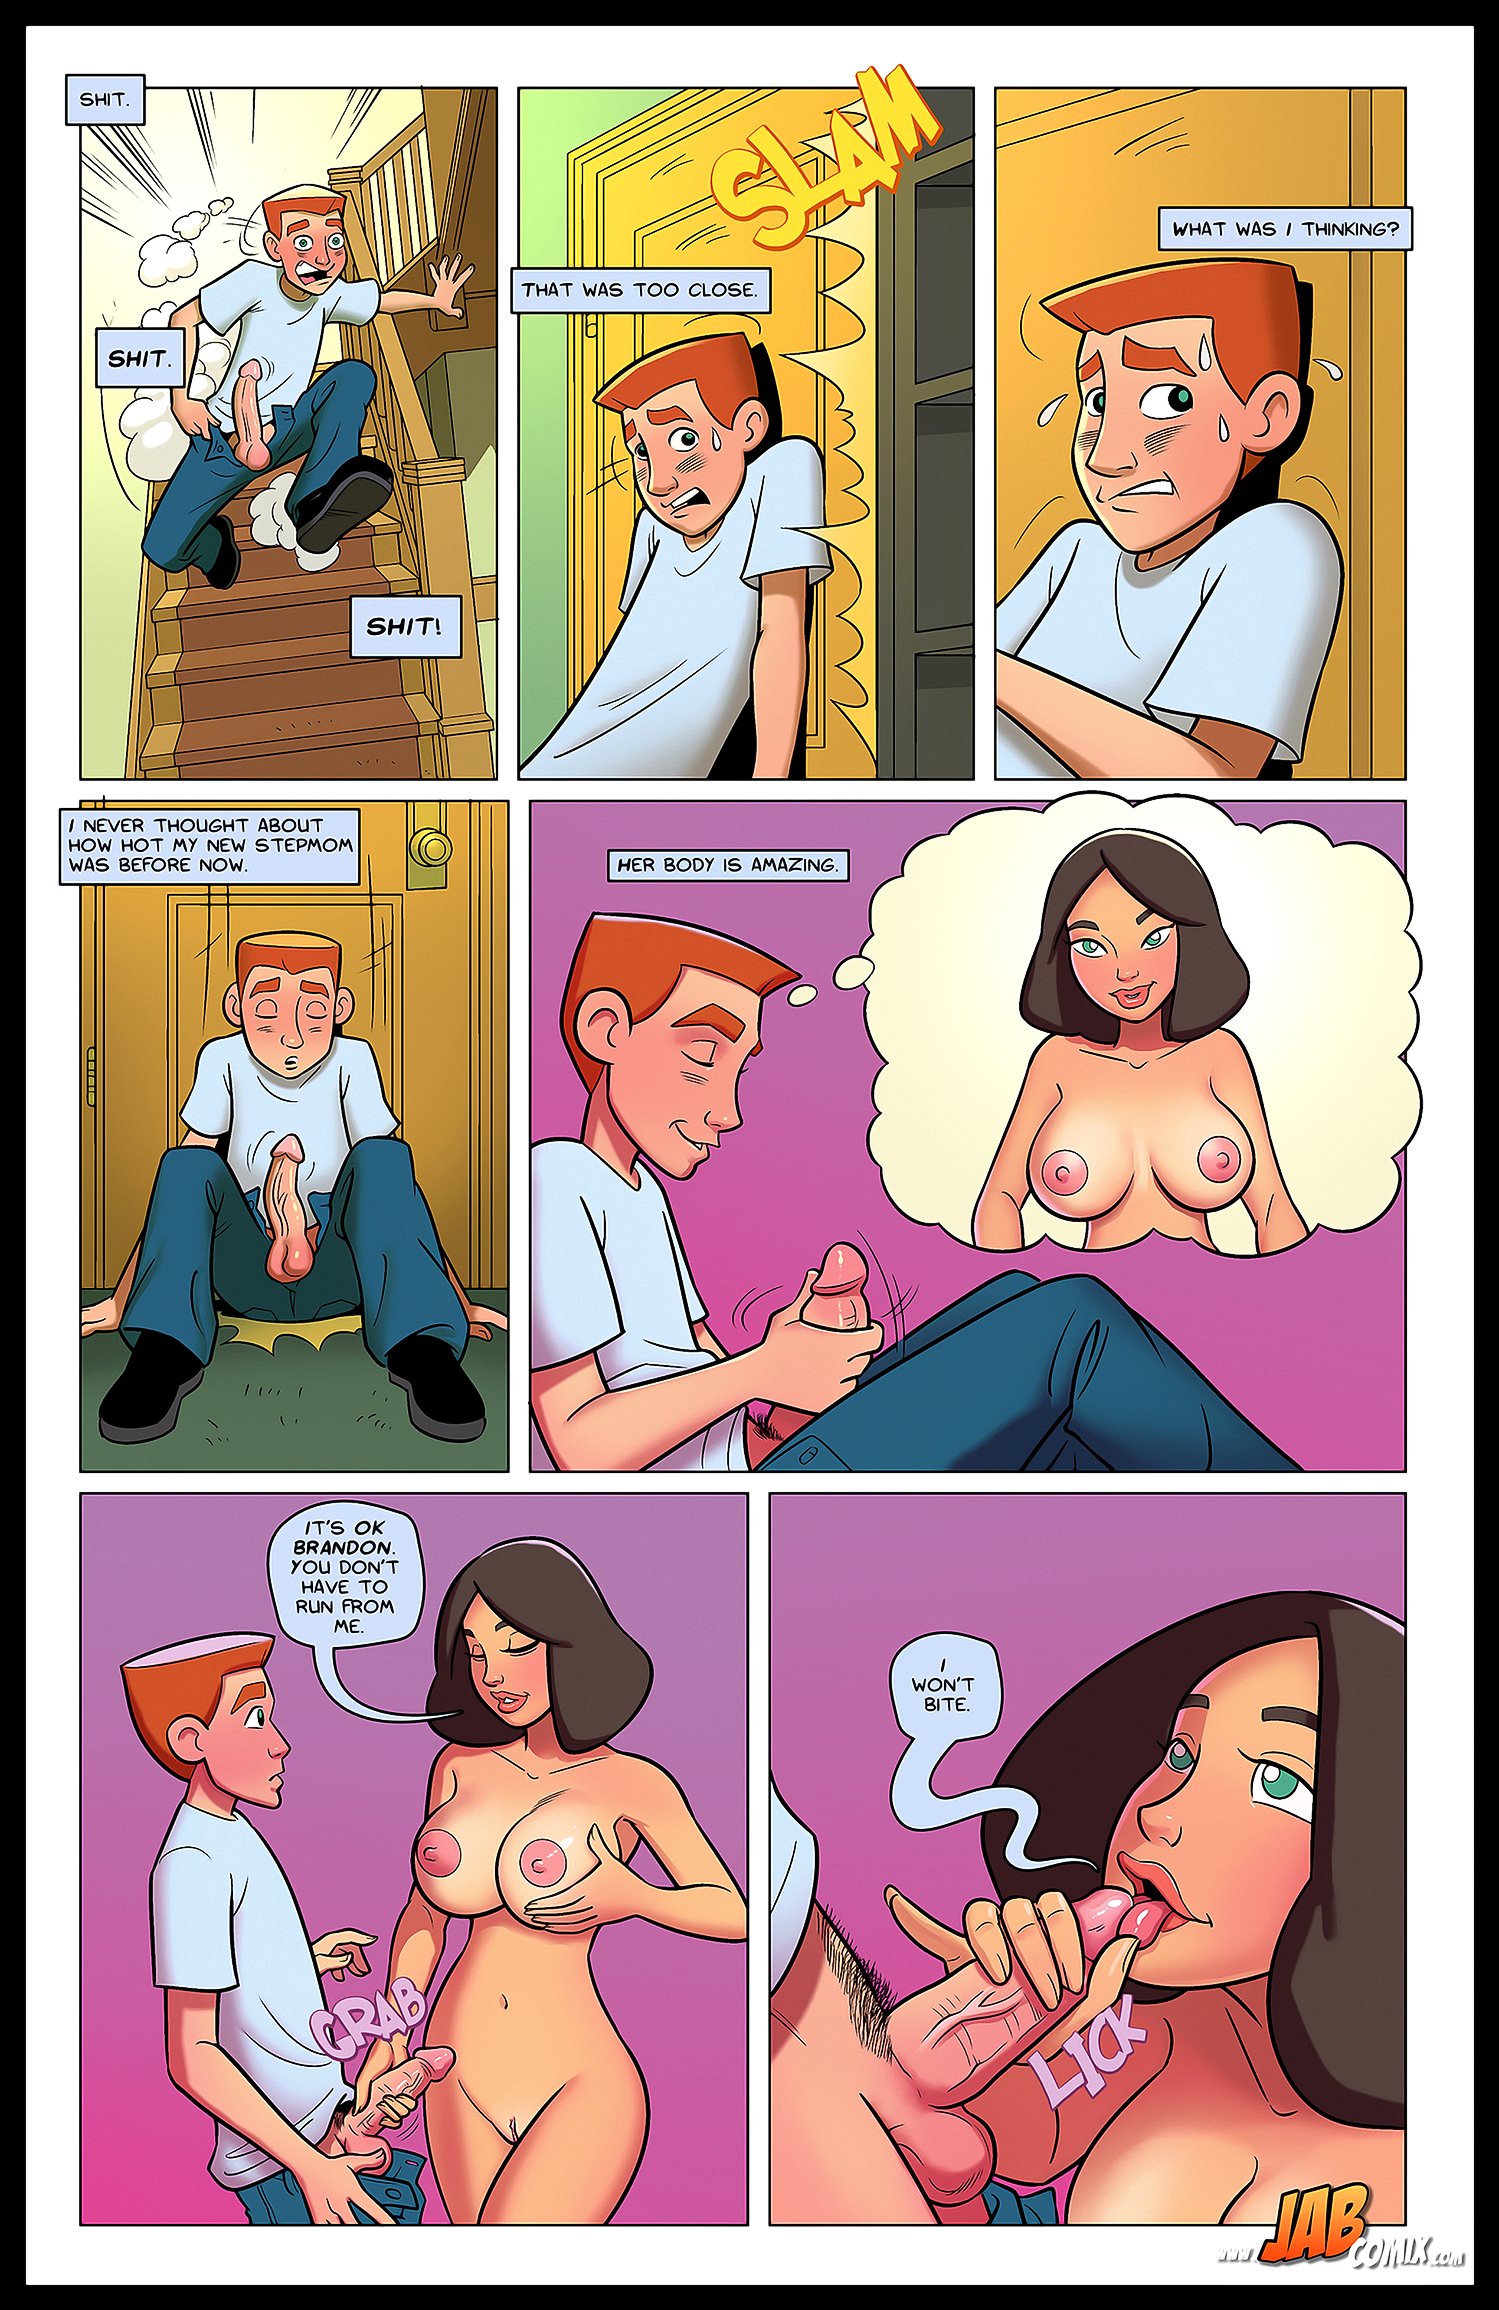 SHIT.
SHIT.
SHIT!
SLAM
THAT WAS TOO CLOSE.
WHAT WAS I THINKING?
I NEVER THOUGHT ABOUT
HOW HOT MY NEW STEPMOM
WAS BEFORE NOW.
HER BODY IS AMAZING.
IT'S OK
BRANDON.
YOU DON'T
HAVE TO
RUN FROM
ME.
GRAB
I
WON'T
BITE.
LICK
www.JABCOMIX.com